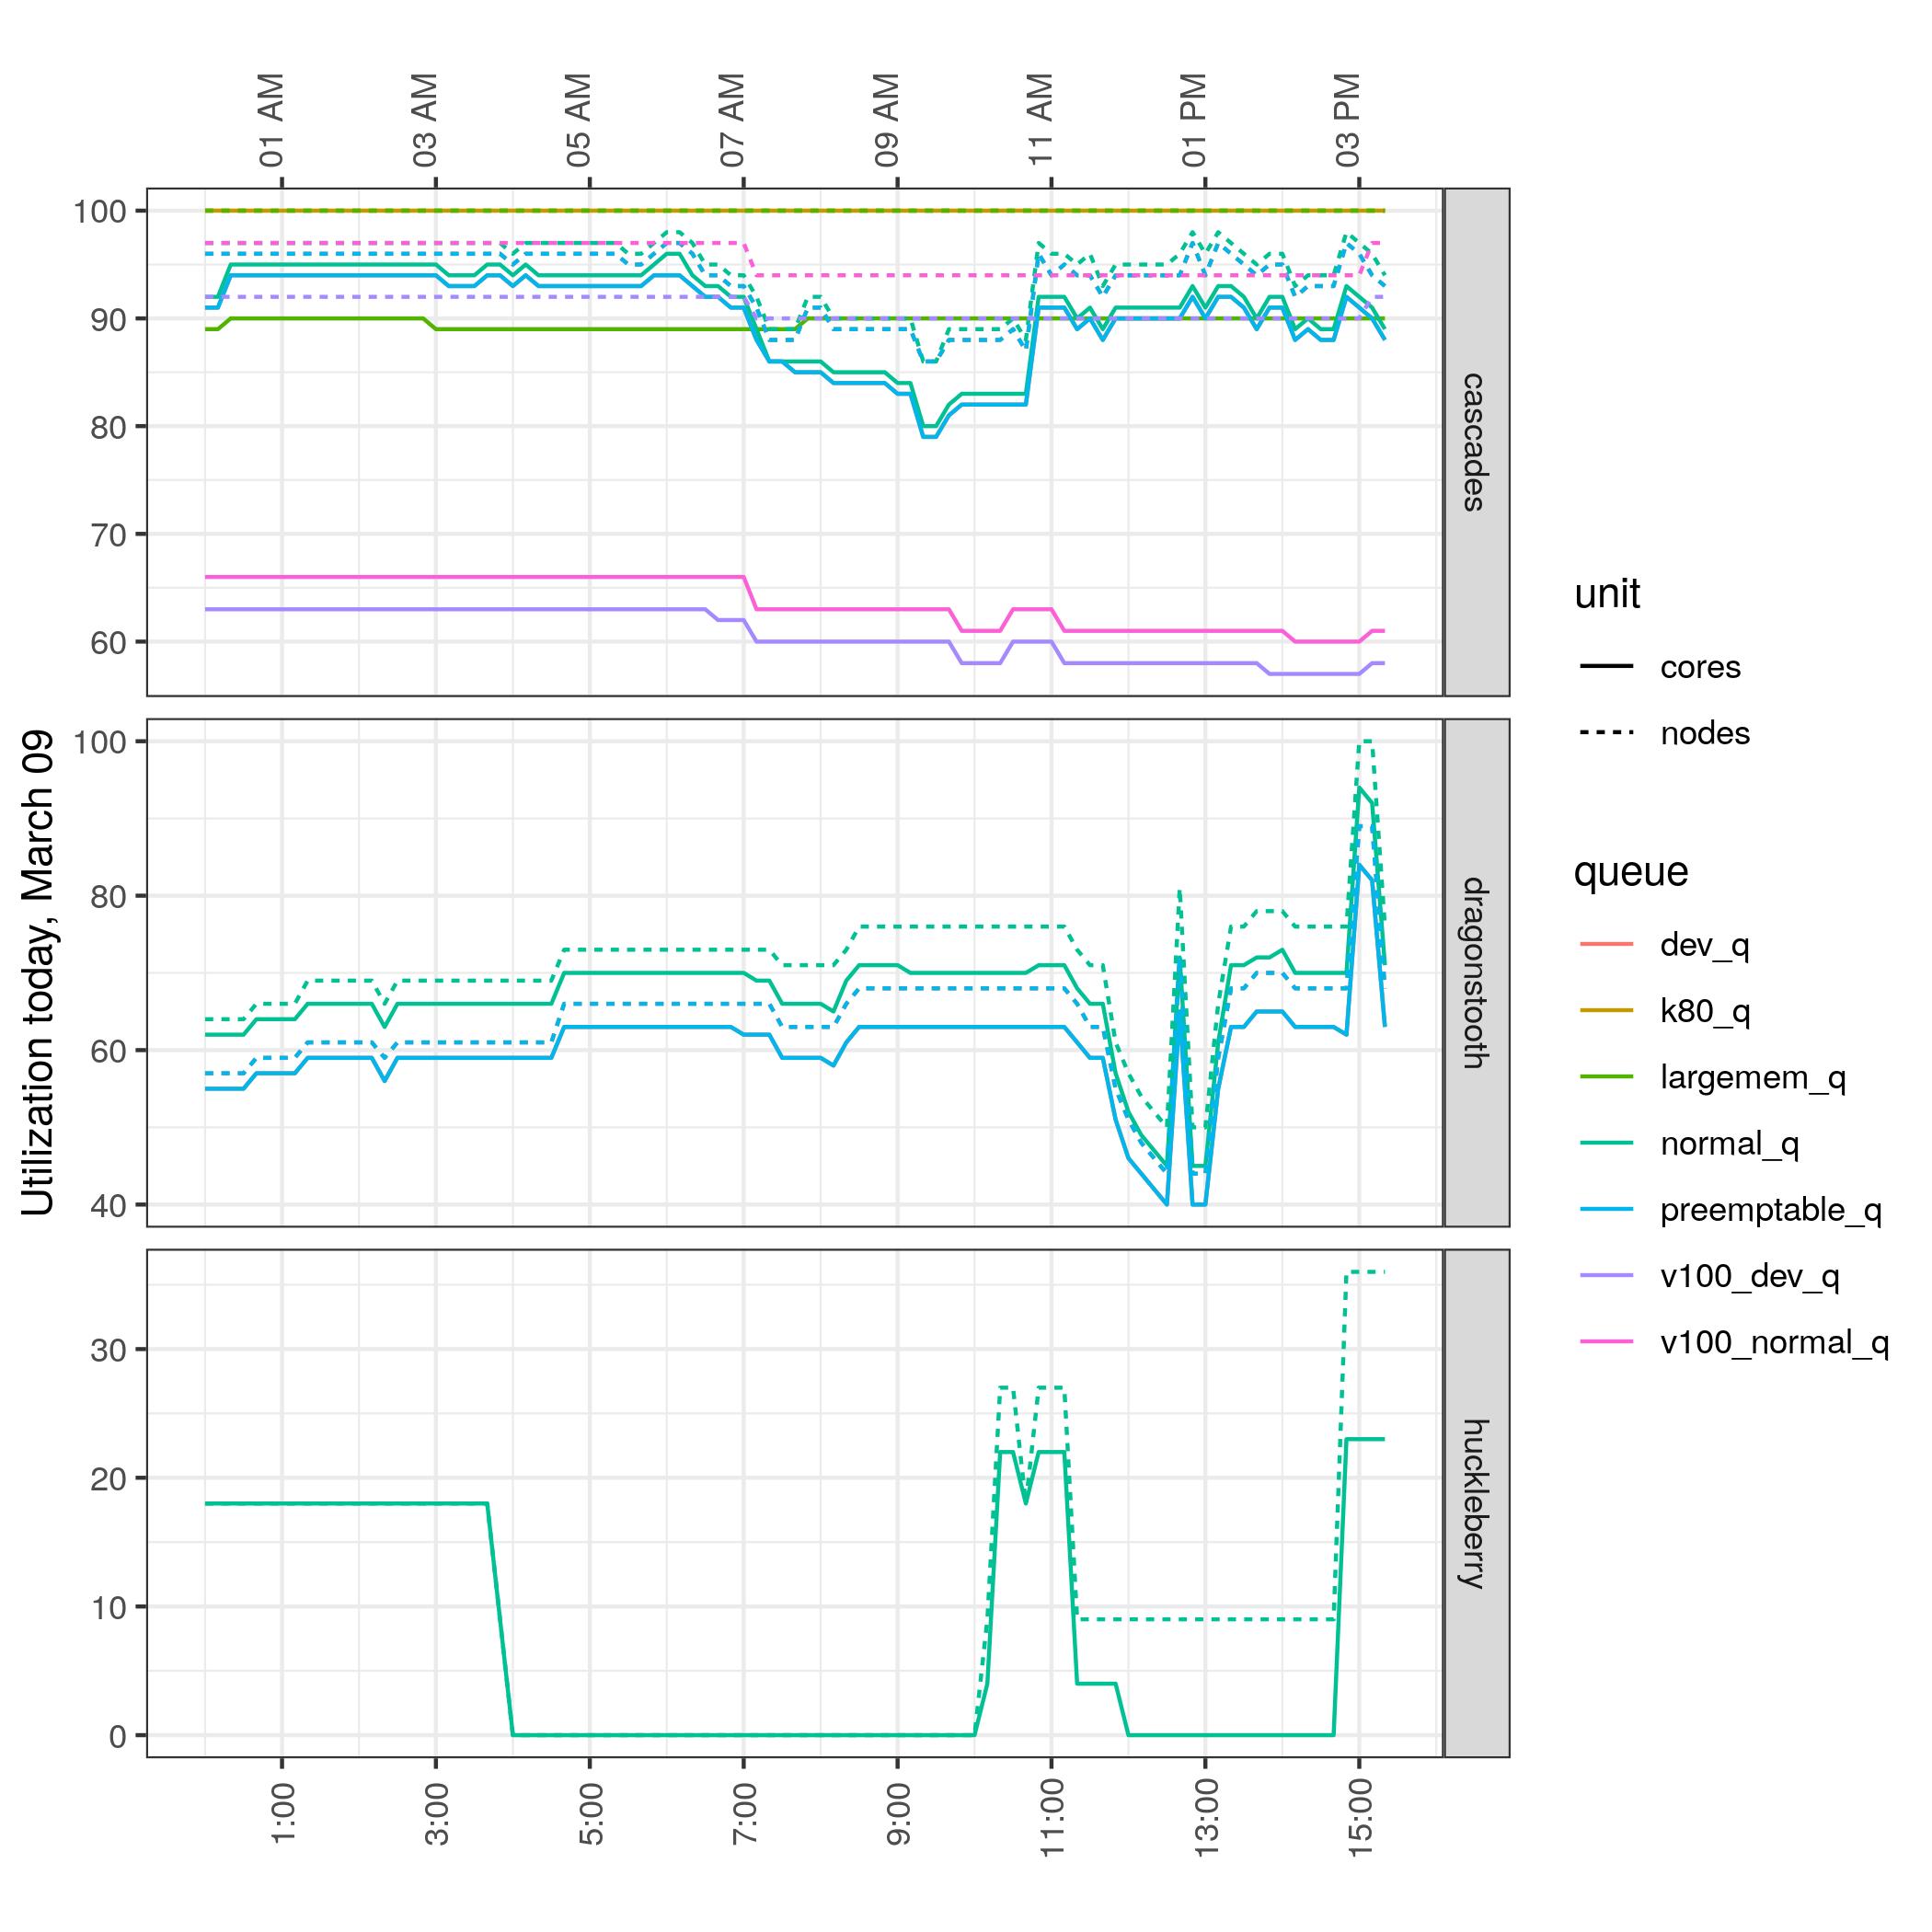 01 AM
03 AM
05 AM
07 AM
09 AM
11 AM
01 PM
03 PM
Utilization today, March 09
100
90
80
70
60
cascades
100
80
60
40
dragonstooth
30
20
10
0
huckleberry
1:00
3:00
5:00
7:00
9:00
11:00
13:00
15:00
unit
cores
nodes
queue
dev_q
k80_q
largemem_q
normal_q
preemptable_q
v100_dev_q
v100_normal_q